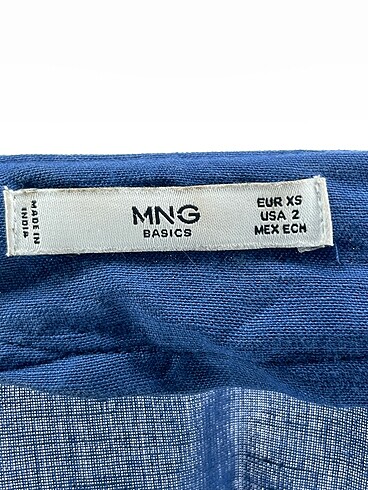 MADE IN
INDIA
MNG
BASICS
EUR XS
USA 2
MEX ECH